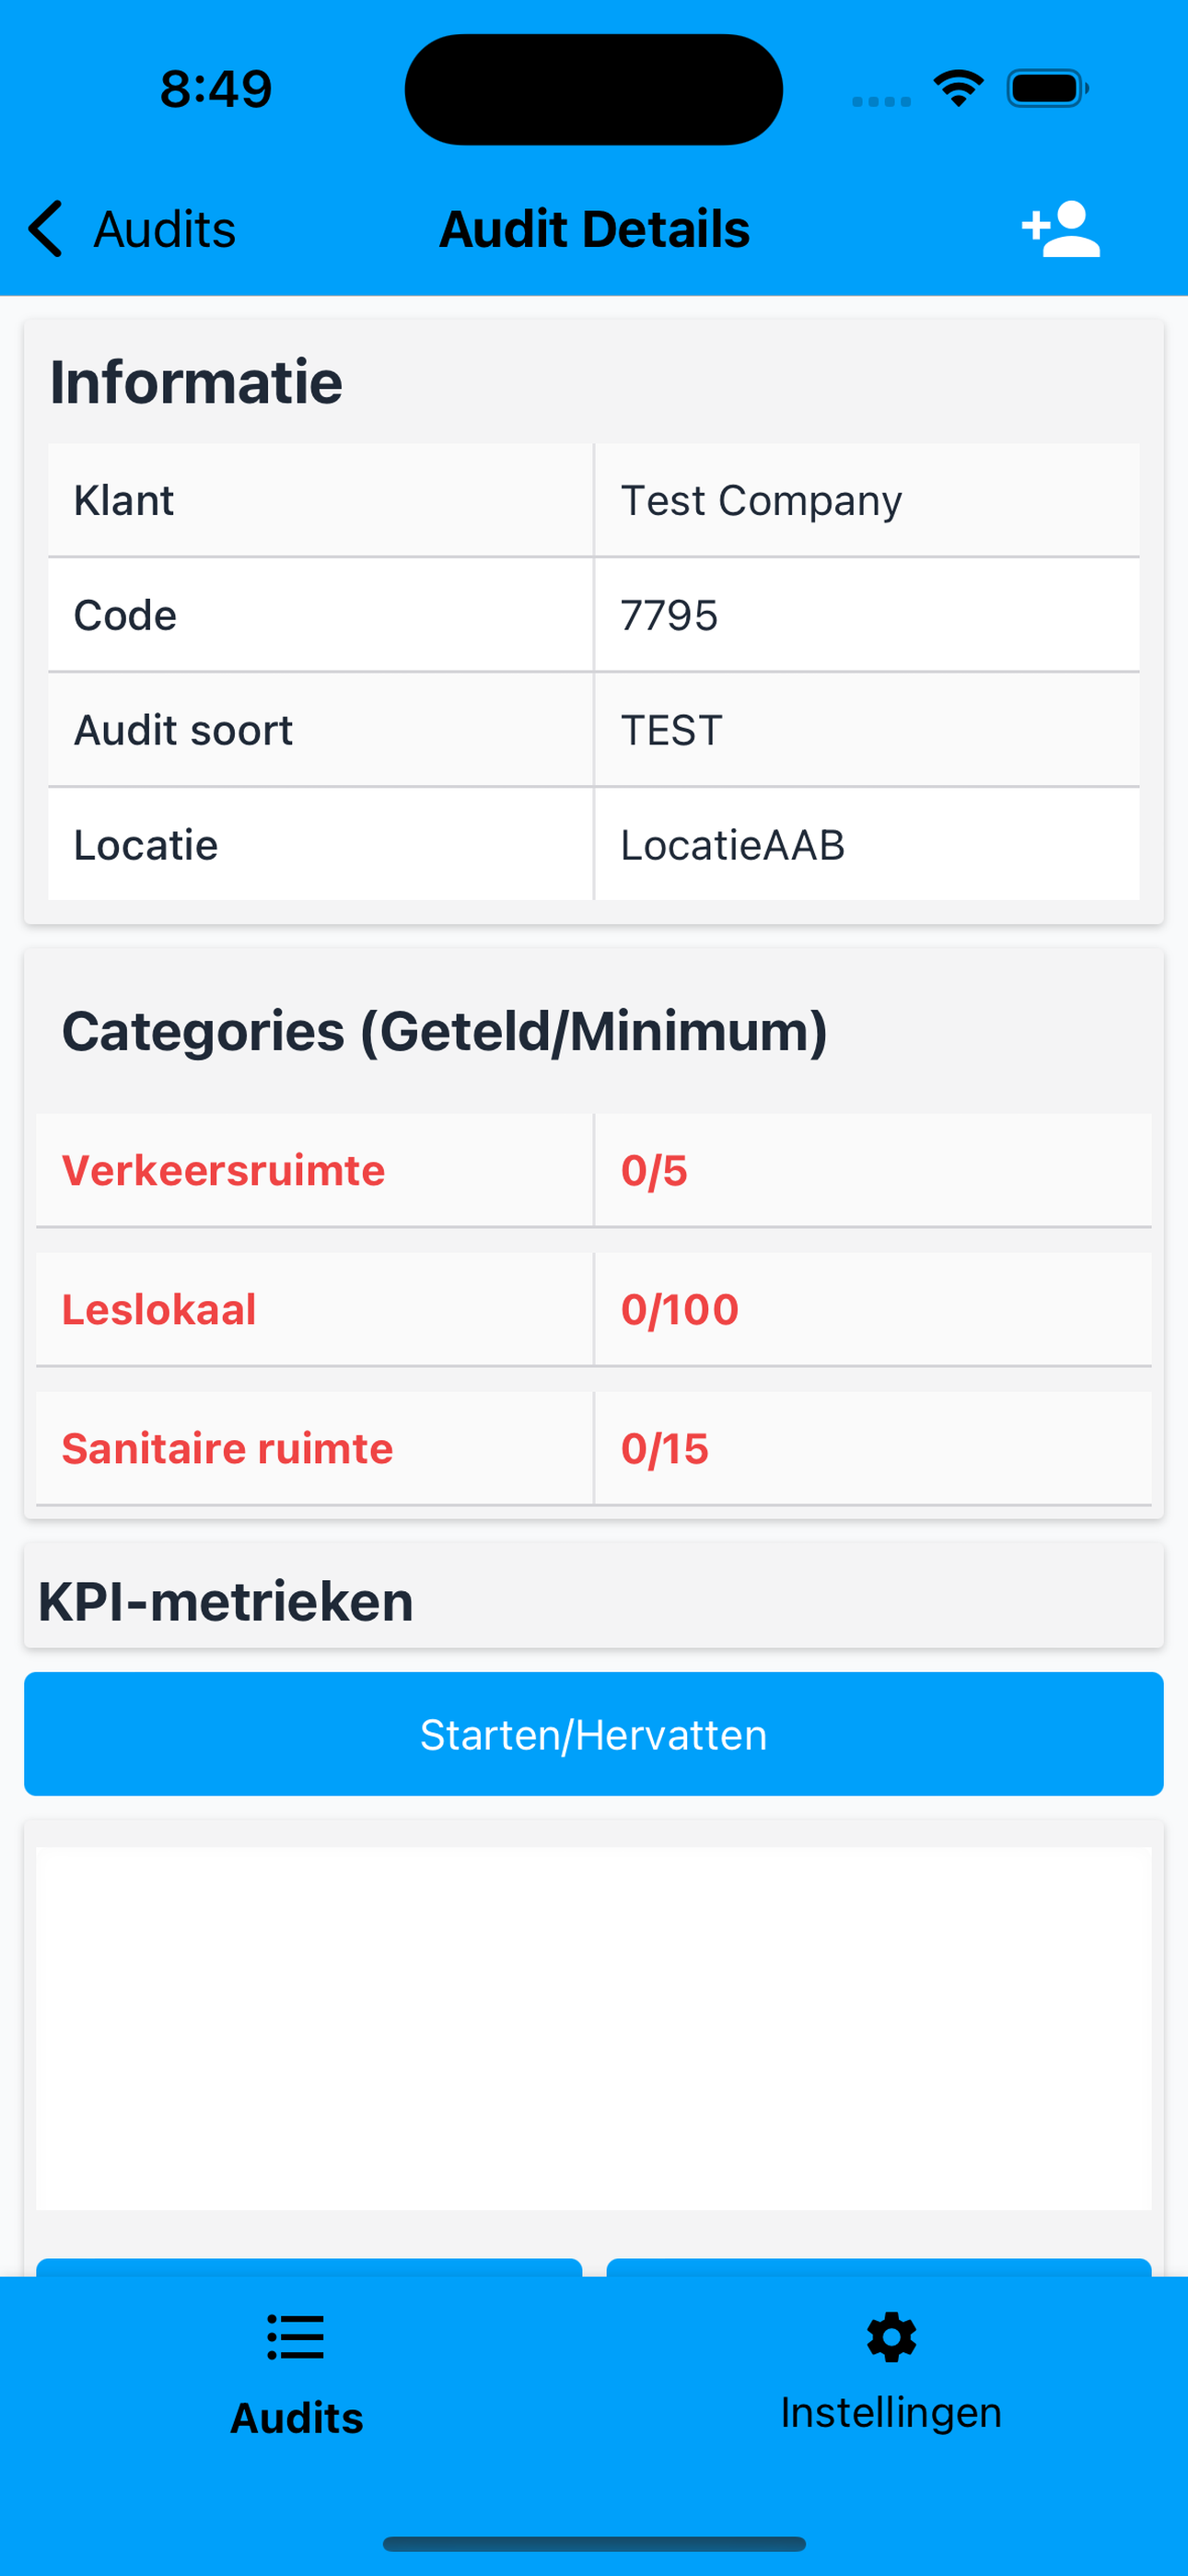 8:49
Audits
Audit Details
Informatie
Klant Test Company
Code 7795
Audit soort TEST
Locatie LocatieAAB
Categories (Geteld/Minimum)
Verkeersruimte 0/5
Leslokaal 0/100
Sanitaire ruimte 0/15
KPI-metrieken
Starten/Hervatten
Audits Instellingen